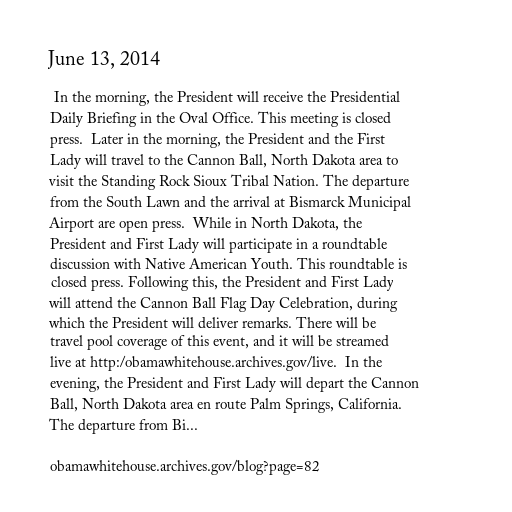 June 13, 2014
In the morning, the President will receive the Presidential
Daily Briefing in the Oval Office. This meeting is closed
press.  Later in the morning, the President and the First
Lady will travel to the Cannon Ball, North Dakota area to
visit the Standing Rock Sioux Tribal Nation. The departure
from the South Lawn and the arrival at Bismarck Municipal
Airport are open press.  While in North Dakota, the
President and First Lady will participate in a roundtable
discussion with Native American Youth. This roundtable is
closed press. Following this, the President and First Lady
will attend the Cannon Ball Flag Day Celebration, during
which the President will deliver remarks. There will be
travel pool coverage of this event, and it will be streamed
live at http:/obamawhitehouse.archives.gov/live.  In the
evening, the President and First Lady will depart the Cannon
Ball, North Dakota area en route Palm Springs, California.
The departure from Bi...
obamawhitehouse.archives.gov/blog?page=82